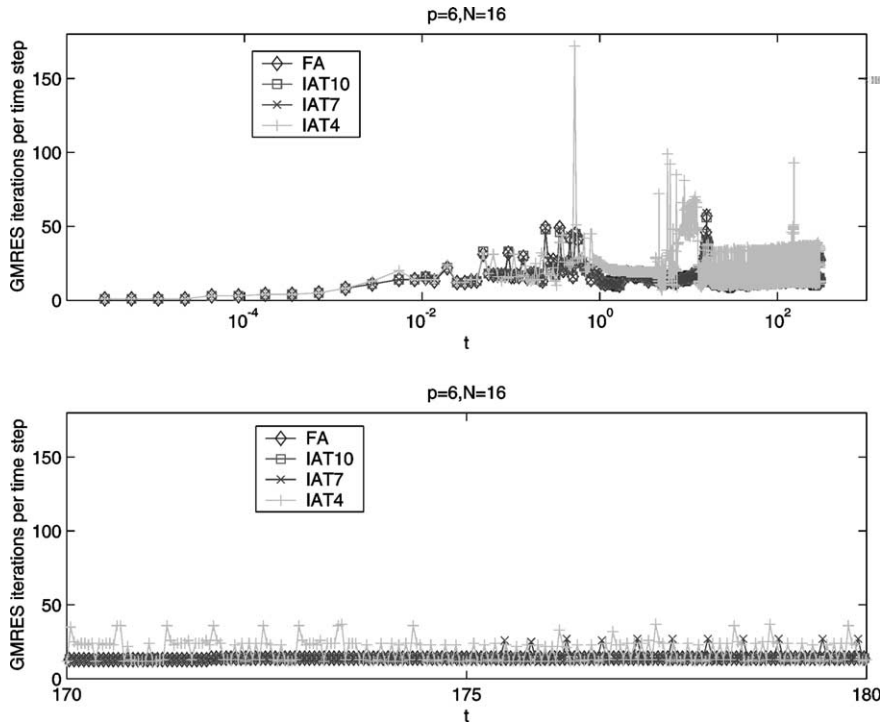 p=6,N=16
GMRES iterations per time step
150
100
50
0
FA
IAT10
IAT7
IAT4
10^-4
10^-2
10^0
10^2
t
p=6,N=16
GMRES iterations per time step
150
100
50
0
FA
IAT10
IAT7
IAT4
170
175
180
t